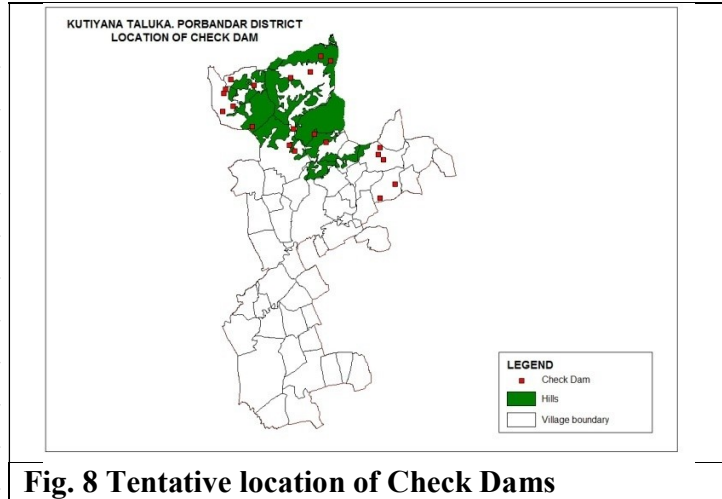 KUTIYANA TALUKA. PORBANDAR DISTRICT
LOCATION OF CHECK DAM
LEGEND
Check Dam
Hills
Village boundary
Fig. 8 Tentative location of Check Dams